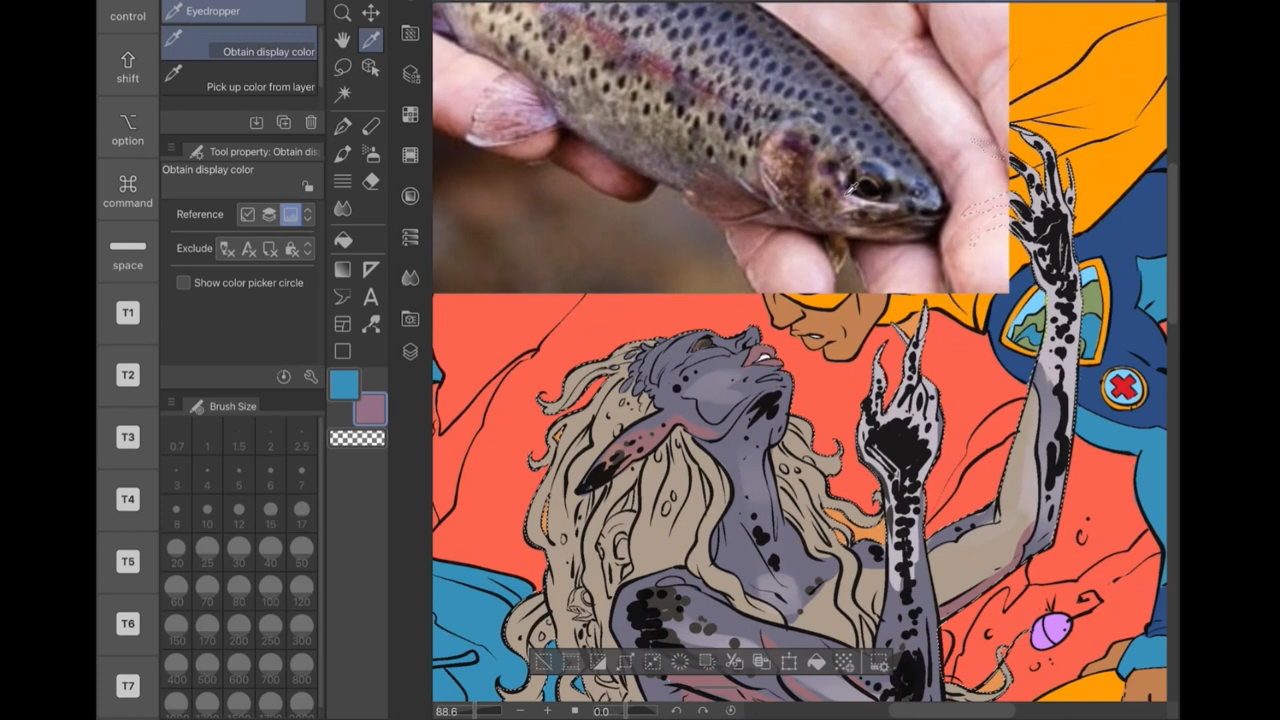 control
shift
option
command
space
T1
T2
T3
T4
T5
T6
T7
Eyedropper
Obtain display color
Pick up color from layer
Tool property: Obtain dis
Obtain display color
Reference
Exclude
Show color picker circle
Brush Size
0.7 1 1.5 2 2.5
3 4 5 6 7
8 10 12 16 17
20 25 30 40 50
60 70 80 100 120
150 170 200 250 300
400 500 600 700 800
88.6
0.0